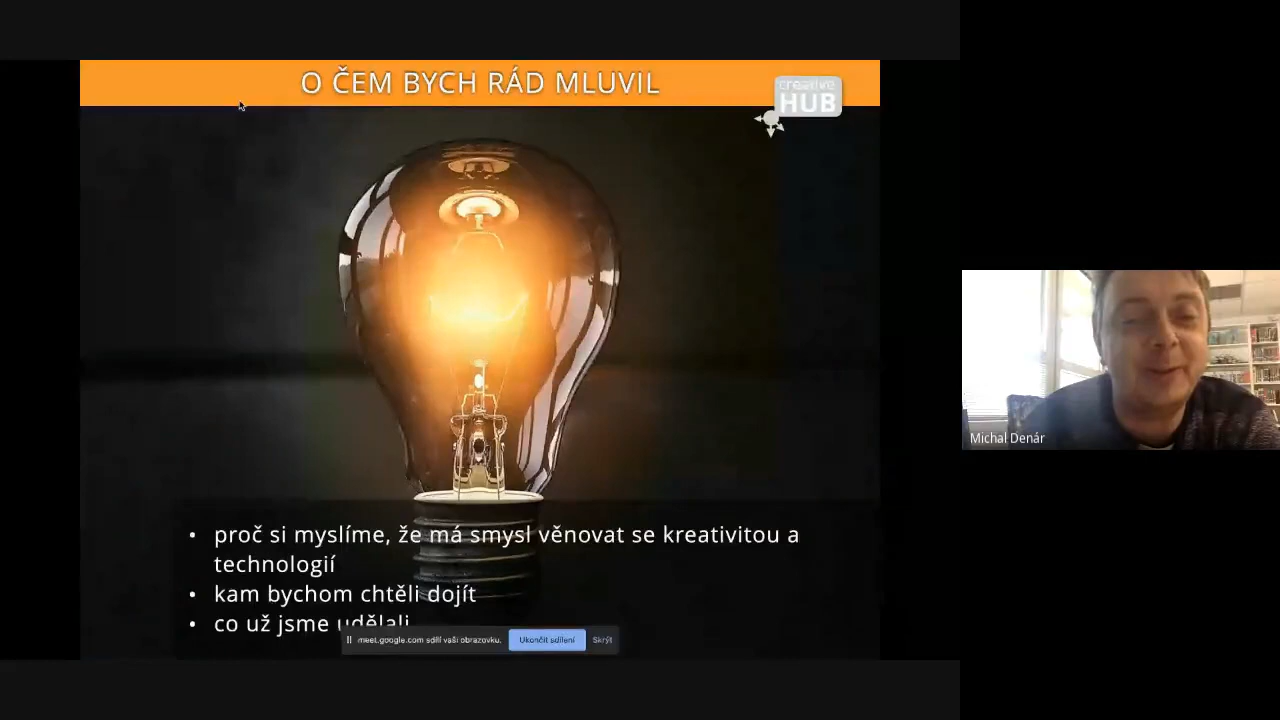 O ČEM BYCH RÁD MLUVIL
creative
HUB
• proč si myslíme, že má smysl věnovat se kreativitou a
technologií
• kam bychom chtěli dojít
• co už jsme udělali
meet.google.com sdílí vaši obrazovku.
Ukončit sdílení
Skrýt
Michal Denár